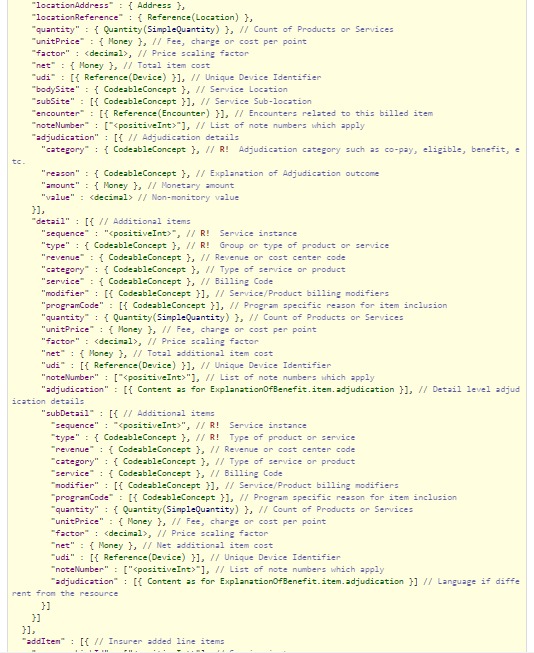 "locationAddress" : { Address },
"locationReference" : { Reference(Location) },
"quantity" : { Quantity(SimpleQuantity) }, // Count of Products or Services
"unitPrice" : { Money }, // Fee, charge or cost per point
"factor" : <decimal>, // Price scaling factor
"net" : { Money }, // Total item cost
"udi" : [{ Reference(Device) }], // Unique Device Identifier
"bodySite" : { CodeableConcept }, // Service Location
"subSite" : [{ CodeableConcept }], // Service Sub-location
"encounter" : [{ Reference(Encounter) }], // Encounters related to this billed item
"noteNumber" : ["<positiveInt>"], // List of note numbers which apply
"adjudication" : [{ // Adjudication details
"category" : { CodeableConcept }, // R! Adjudication category such as co-pay, eligible, benefit, e
tc.
"reason" : { CodeableConcept }, // Explanation of Adjudication outcome
"amount" : { Money }, // Monetary amount
"value" : <decimal> // Non-monitory value
}],
"detail" : [{ // Additional items
"sequence" : "<positiveInt>", // R! Service instance
"type" : { CodeableConcept }, // R! Group or type of product or service
"revenue" : { CodeableConcept }, // Revenue or cost center code
"category" : { CodeableConcept }, // Type of service or product
"service" : { CodeableConcept }, // Billing Code
"modifier" : [{ CodeableConcept }], // Service/Product billing modifiers
"programCode" : [{ CodeableConcept }], // Program specific reason for item inclusion
"quantity" : { Quantity(SimpleQuantity) }, // Count of Products or Services
"unitPrice" : { Money }, // Fee, charge or cost per point
"factor" : <decimal>, // Price scaling factor
"net" : { Money }, // Total additional item cost
"udi" : [{ Reference(Device) }], // Unique Device Identifier
"noteNumber" : ["<positiveInt>"], // List of note numbers which apply
"adjudication" : [{ Content as for ExplanationOfBenefit.item.adjudication }], // Detail level adjud
ication details
"subDetail" : [{ // Additional items
"sequence" : "<positiveInt>", // R! Service instance
"type" : { CodeableConcept }, // R! Type of product or service
"revenue" : { CodeableConcept }, // Revenue or cost center code
"category" : { CodeableConcept }, // Type of service or product
"service" : { CodeableConcept }, // Billing Code
"modifier" : [{ CodeableConcept }], // Service/Product billing modifiers
"programCode" : [{ CodeableConcept }], // Program specific reason for item inclusion
"quantity" : { Quantity(SimpleQuantity) }, // Count of Products or Services
"unitPrice" : { Money }, // Fee, charge or cost per point
"factor" : <decimal>, // Price scaling factor
"net" : { Money }, // Net additional item cost
"udi" : [{ Reference(Device) }], // Unique Device Identifier
"noteNumber" : ["<positiveInt>"], // List of note numbers which apply
"adjudication" : [{ Content as for ExplanationOfBenefit.item.adjudication }] // Language if diffe
rent from the resource
}]
}]
}],
"addItem" : [{ // Insurer added line items